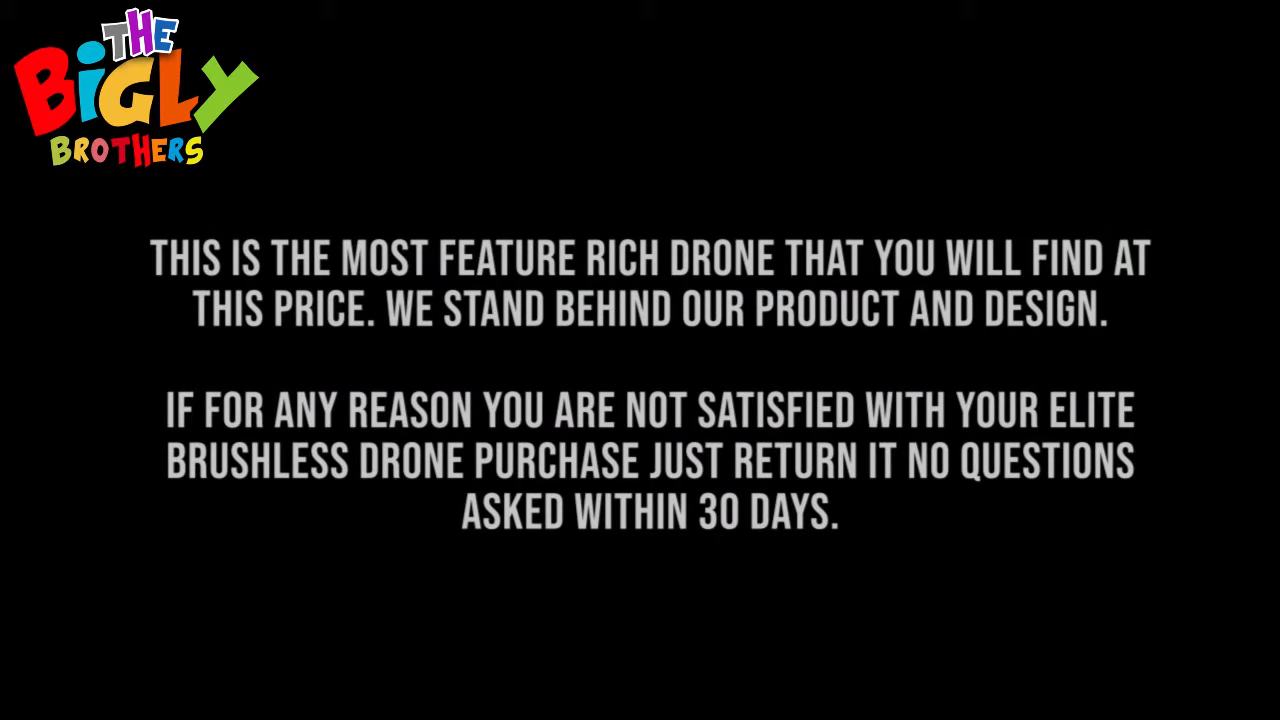 THE
BiGLY
BROTHERS
THIS IS THE MOST FEATURE RICH DRONE THAT YOU WILL FIND AT
THIS PRICE. WE STAND BEHIND OUR PRODUCT AND DESIGN.
IF FOR ANY REASON YOU ARE NOT SATISFIED WITH YOUR ELITE
BRUSHLESS DRONE PURCHASE JUST RETURN IT NO QUESTIONS
ASKED WITHIN 30 DAYS.